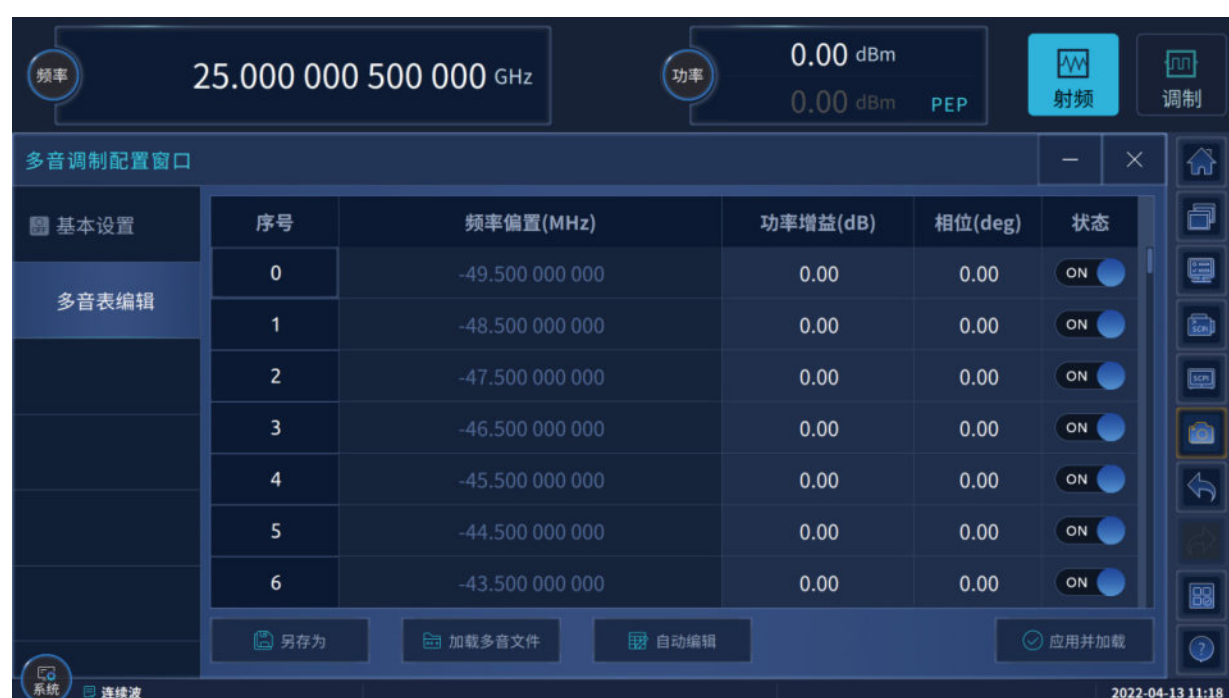 频率 25.000 000 500 000 GHz 功率 0.00 dBm 射频 调制
0.00 dBm PEP
多音调制配置窗口
基本设置 序号 频率偏置(MHz) 功率增益(dB) 相位(deg) 状态
0 -49.500 000 000 0.00 0.00 ON
多音表编辑
1 -48.500 000 000 0.00 0.00 ON
2 -47.500 000 000 0.00 0.00 ON
3 -46.500 000 000 0.00 0.00 ON
4 -45.500 000 000 0.00 0.00 ON
5 -44.500 000 000 0.00 0.00 ON
6 -43.500 000 000 0.00 0.00 ON
SCPI
SCPI
另存为 加载多音文件 自动编辑 应用并加载
系统 连续波 2022-04-13 11:18